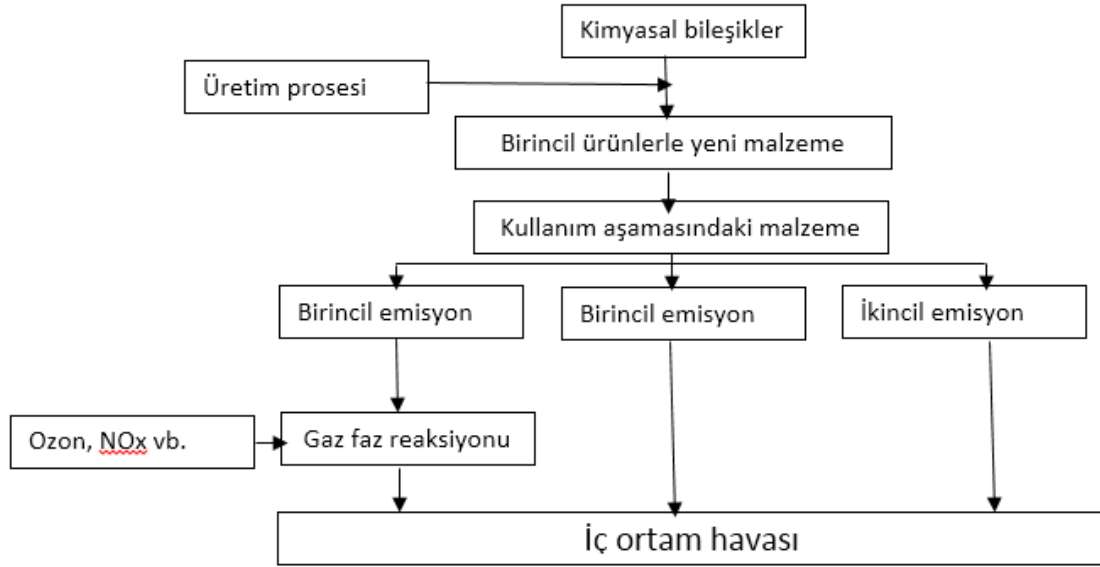 Kimyasal bileşikler
Üretim prosesi
Birincil ürünlerle yeni malzeme
Kullanım aşamasındaki malzeme
Birincil emisyon
Birincil emisyon
İkincil emisyon
Ozon, NOx vb.
Gaz faz reaksiyonu
İç ortam havası